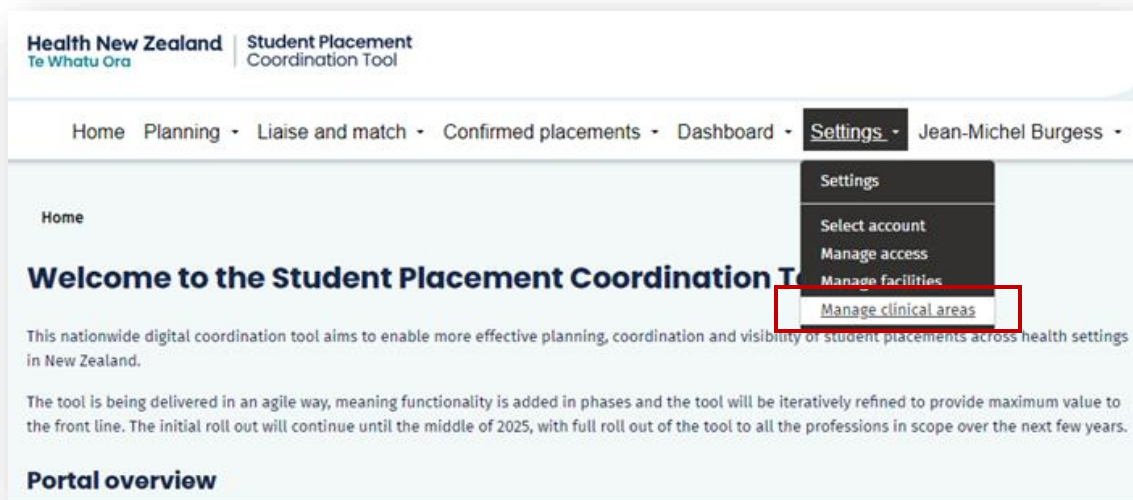 Health New Zealand
Te Whatu Ora
Student Placement
Coordination Tool
Home Planning Liaise and match Confirmed placements Dashboard Settings Jean-Michel Burgess
Settings
Select account
Manage access
Manage facilities
Manage clinical areas
Home
Welcome to the Student Placement Coordination
This nationwide digital coordination tool aims to enable more effective planning, coordination and visibility of student placements across health settings
in New Zealand.
The tool is being delivered in an agile way, meaning functionality is added in phases and the tool will be iteratively refined to provide maximum value to
the front line. The initial roll out will continue until the middle of 2025, with full roll out of the tool to all the professions in scope over the next few years.
Portal overview